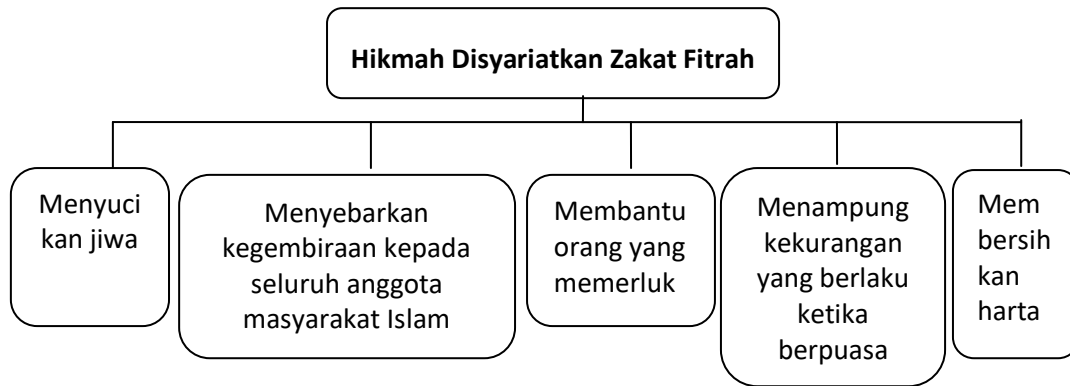 Hikmah Disyariatkan Zakat Fitrah
Menyuci
kan jiwa
Menyebarkan
kegembiraan kepada
seluruh anggota
masyarakat Islam
Membantu
orang yang
memerluk
Menampung
kekurangan
yang berlaku
ketika
berpuasa
Mem
bersih
kan
harta